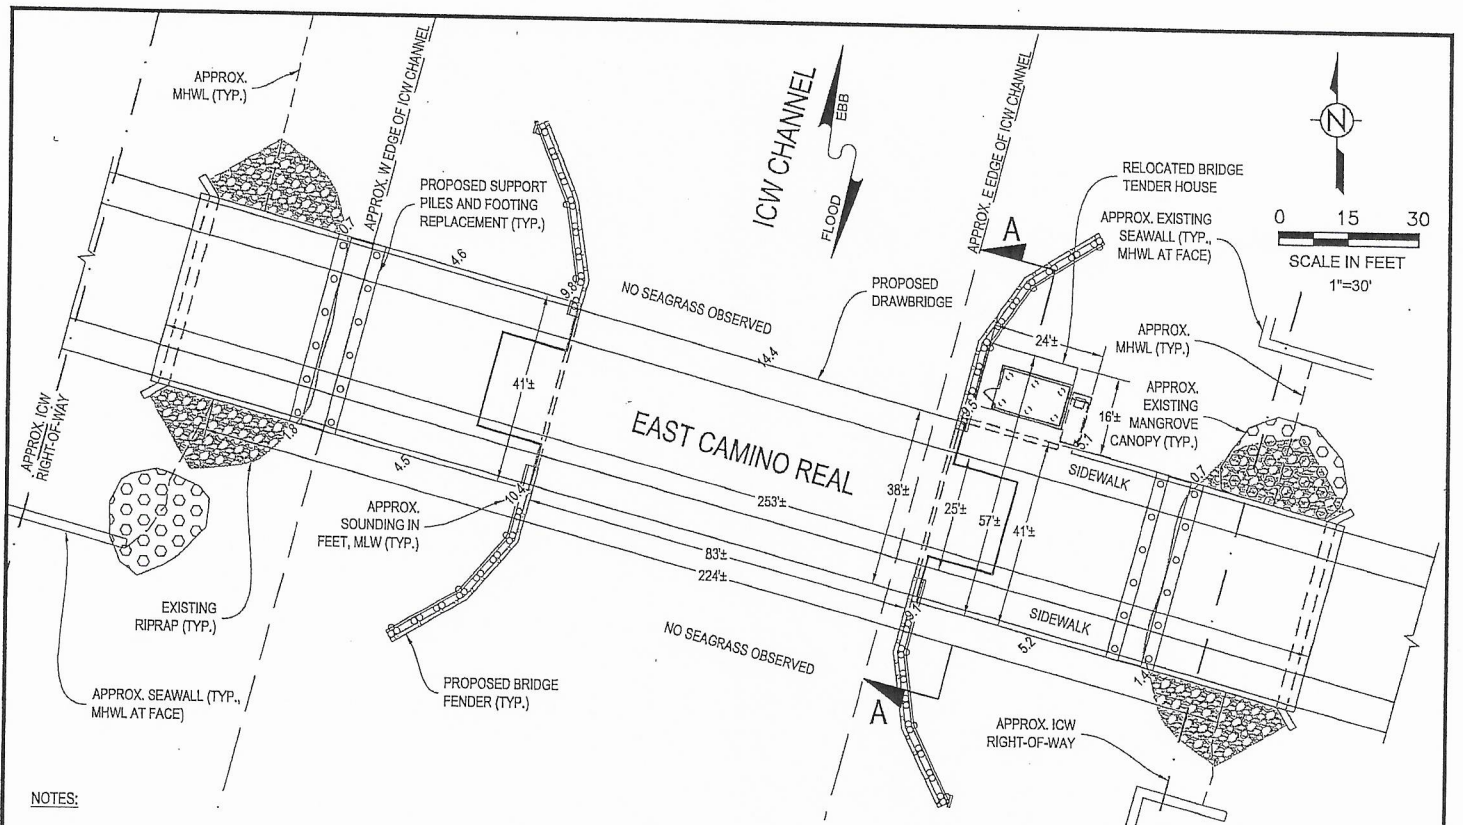 APPROX.
MHWL (TYP.)
APPROX. W EDGE OF ICW CHANNEL
PROPOSED SUPPORT
PILES AND FOOTING
REPLACEMENT (TYP.)
ICW CHANNEL
EBB
FLOOD
APPROX. E EDGE OF ICW CHANNEL
N
RELOCATED BRIDGE
TENDER HOUSE
APPROX. EXISTING
SEAWALL (TYP.,
MHWL AT FACE)
0 15 30
SCALE IN FEET
1"=30'
A
0.7
4.6
9.8
NO SEAGRASS OBSERVED
PROPOSED
DRAWBRIDGE
14.4
24'±
APPROX.
MHWL (TYP.)
APPROX.
EXISTING
MANGROVE
CANOPY (TYP.)
16'±
41'±
9.5
EAST CAMINO REAL
SIDEWALK
0.7
APPROX. ICW
RIGHT-OF-WAY
1.3
4.5
10.4
253'±
38'±
25'±
57'±
41'±
APPROX.
SOUNDING IN
FEET, MLW (TYP.)
83'±
224'±
EXISTING
RIPRAP (TYP.)
SIDEWALK
5.2
1.4
NO SEAGRASS OBSERVED
APPROX. SEAWALL (TYP.,
MHWL AT FACE)
PROPOSED BRIDGE
FENDER (TYP.)
A
APPROX. ICW
RIGHT-OF-WAY
NOTES: